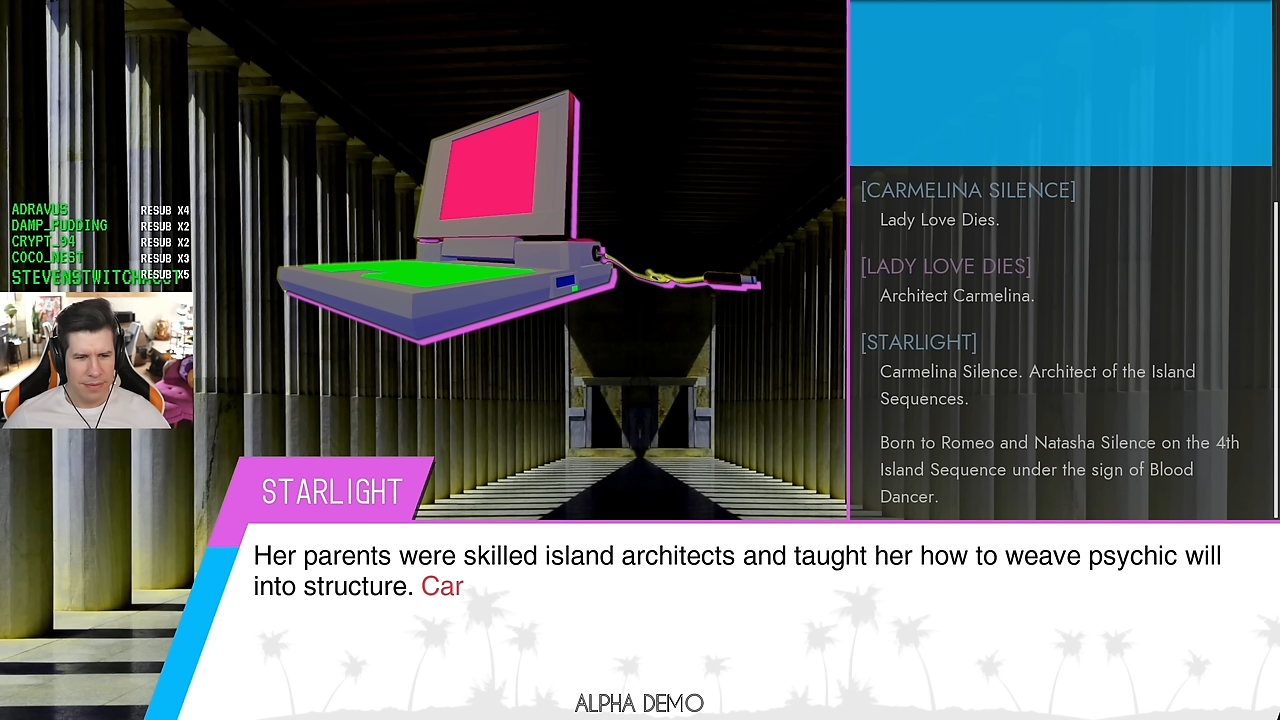 ADRAVUS RESUB X4
DAMP_PUDDING RESUB X2
CRYPT_94 RESUB X2
COCO_NEST RESUB X3
RESUB X5
[CARMELINA SILENCE]
Lady Love Dies.
[LADY LOVE DIES]
Architect Carmelina.
[STARLIGHT]
Carmelina Silence. Architect of the Island
Sequences.
Born to Romeo and Natasha Silence on the 4th
Island Sequence under the sign of Blood
Dancer.
STARLIGHT
Her parents were skilled island architects and taught her how to weave psychic will
into structure. Car
ALPHA DEMO